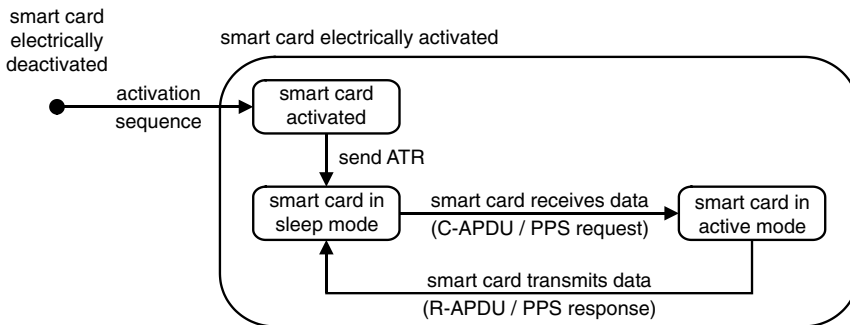 smart card
electrically
deactivated
smart card electrically activated
activation
sequence
smart card
activated
send ATR
smart card in
sleep mode
smart card receives data
(C-APDU / PPS request)
smart card in
active mode
smart card transmits data
(R-APDU / PPS response)